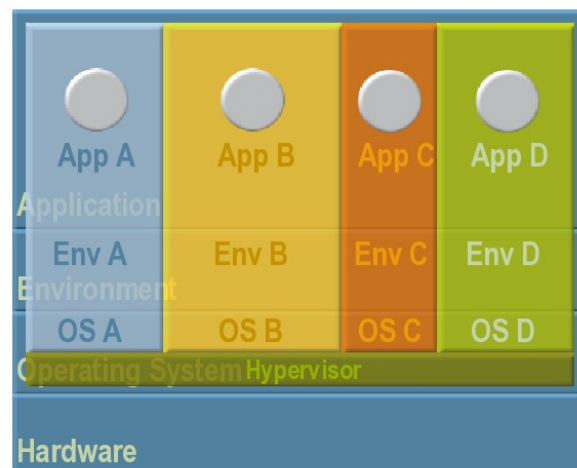 App A App B App C App D
Application
Env A Env B Env C Env D
Environment
OS A OS B OS C OS D
Operating System Hypervisor
Hardware